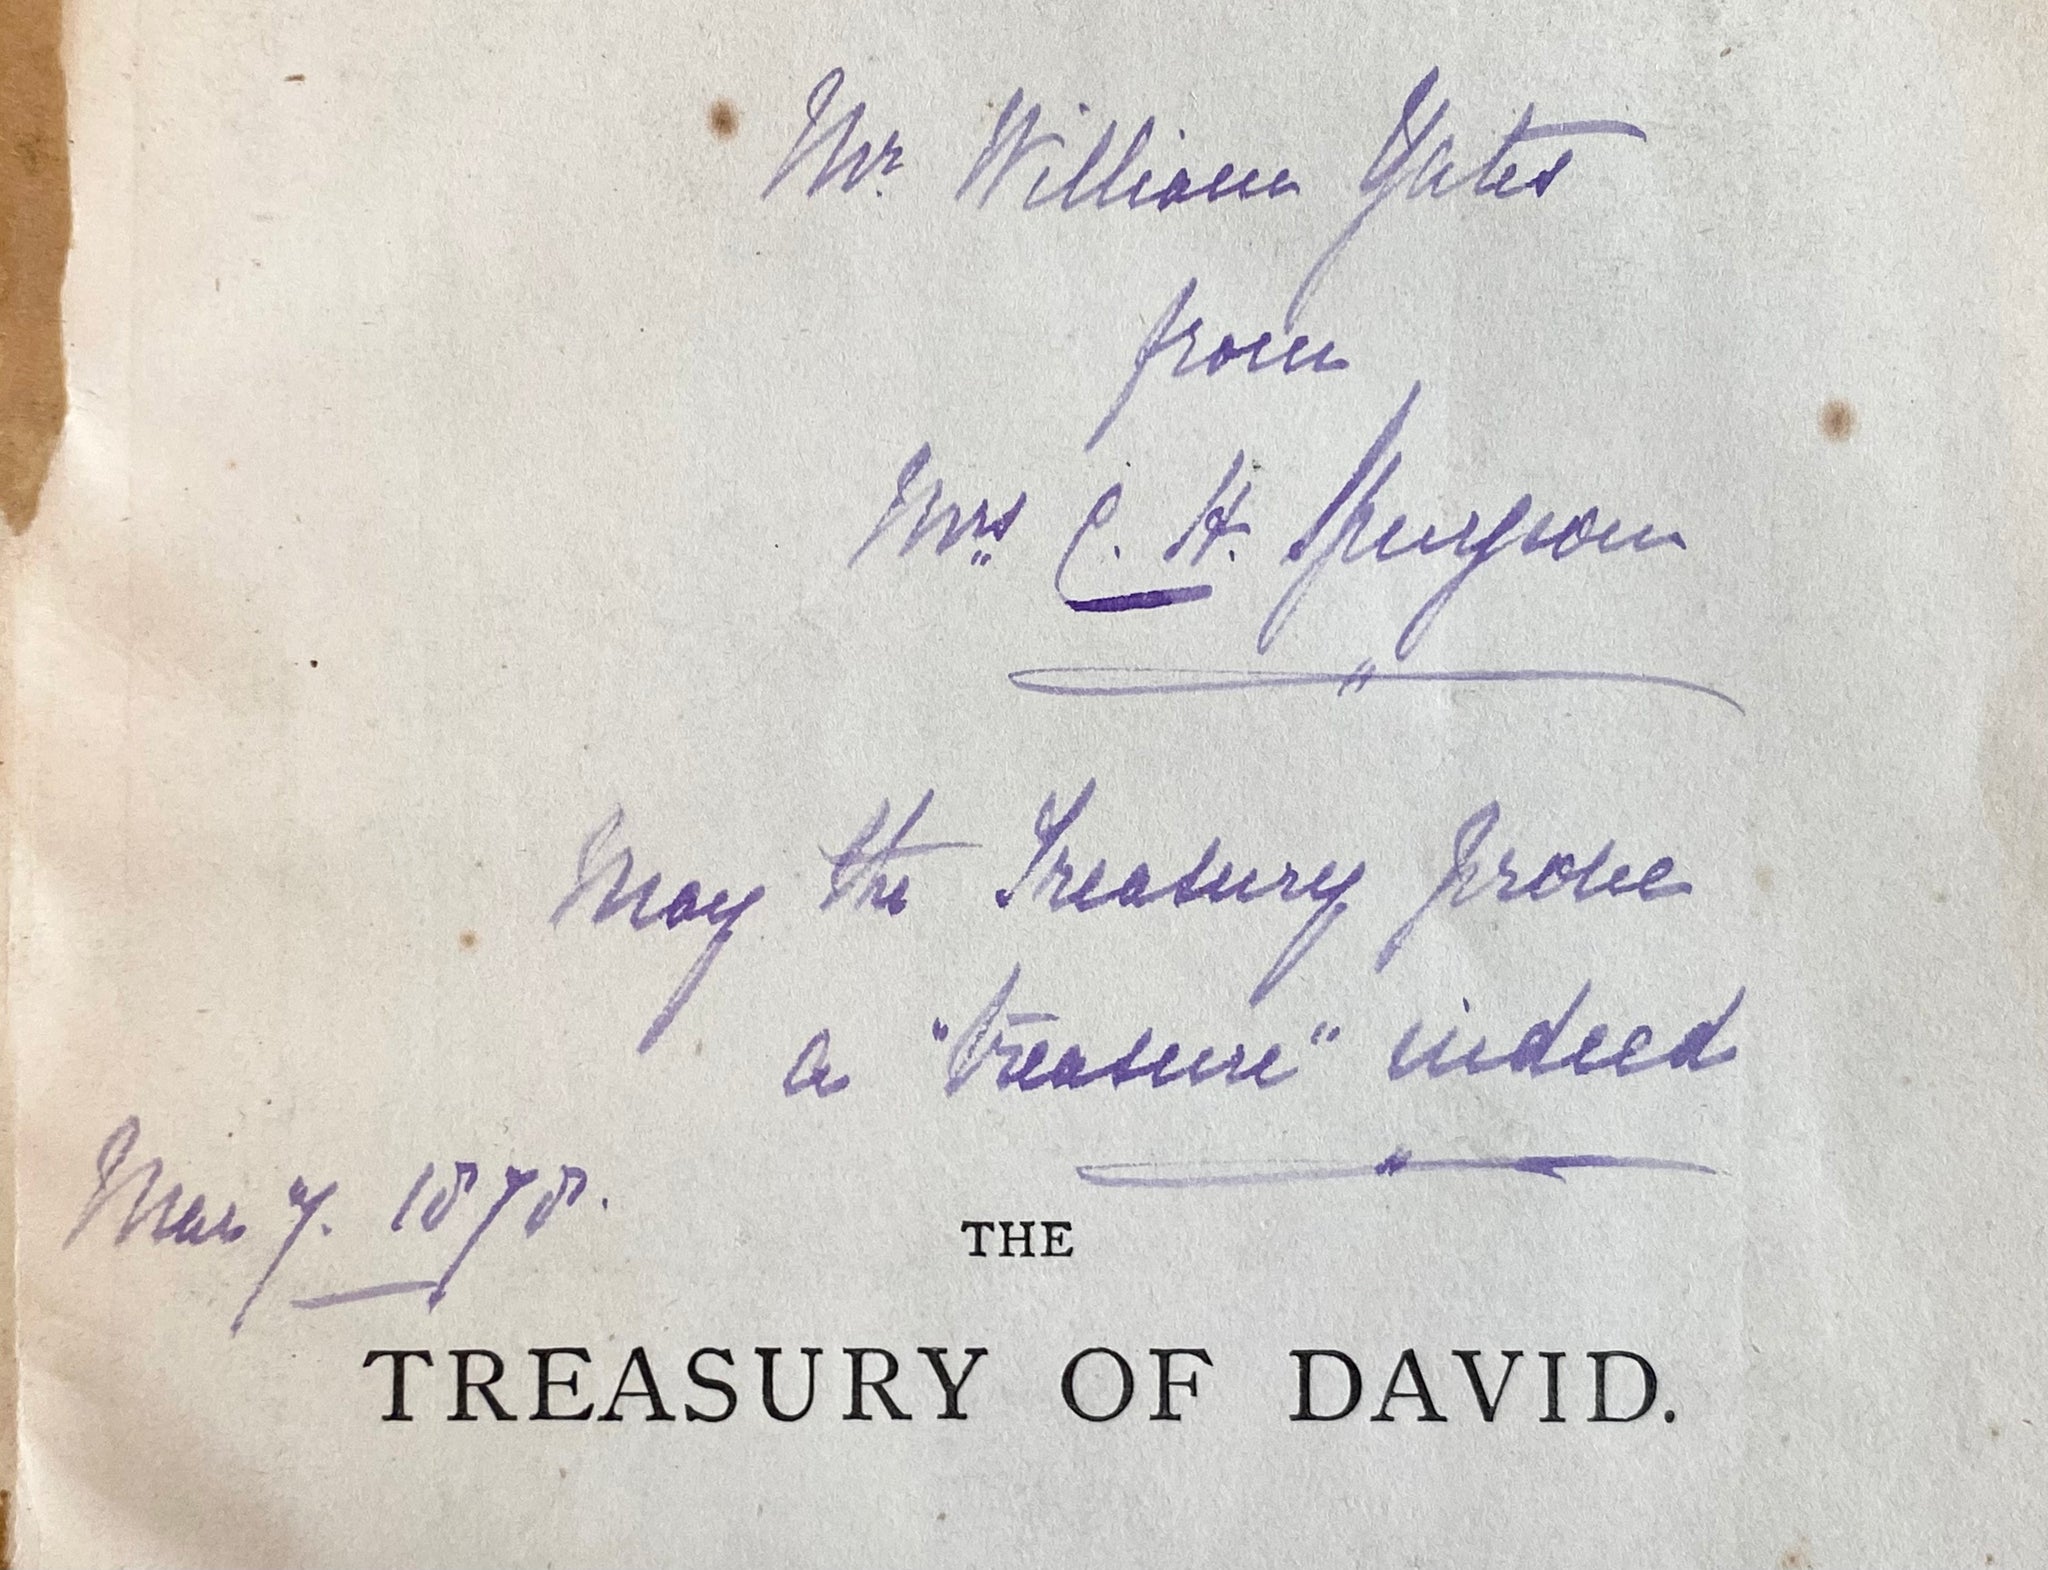 Mr. William Yates
from
Mrs C. H. Spurgeon
May the Treasury prove
a "treasure" indeed
Mar 7. 1878.
THE
TREASURY OF DAVID.